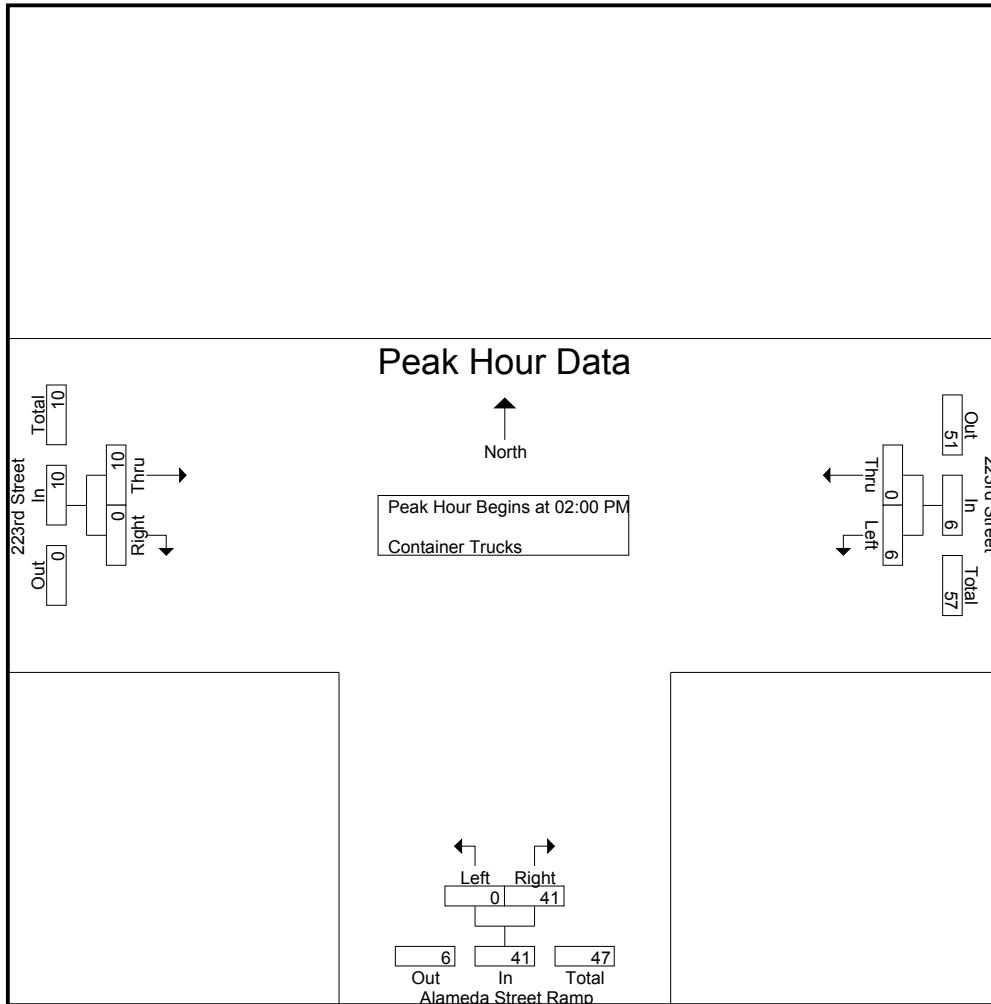 Peak Hour Data
North
Peak Hour Begins at 02:00 PM
Container Trucks
223rd Street
Total
10
In
10
Out
0
Thru
10
Right
0
223rd Street
Out
51
In
6
Total
57
Thru
0
Left
6
Left Right
0 41
6 41 47
Out In Total
Alameda Street Ramp